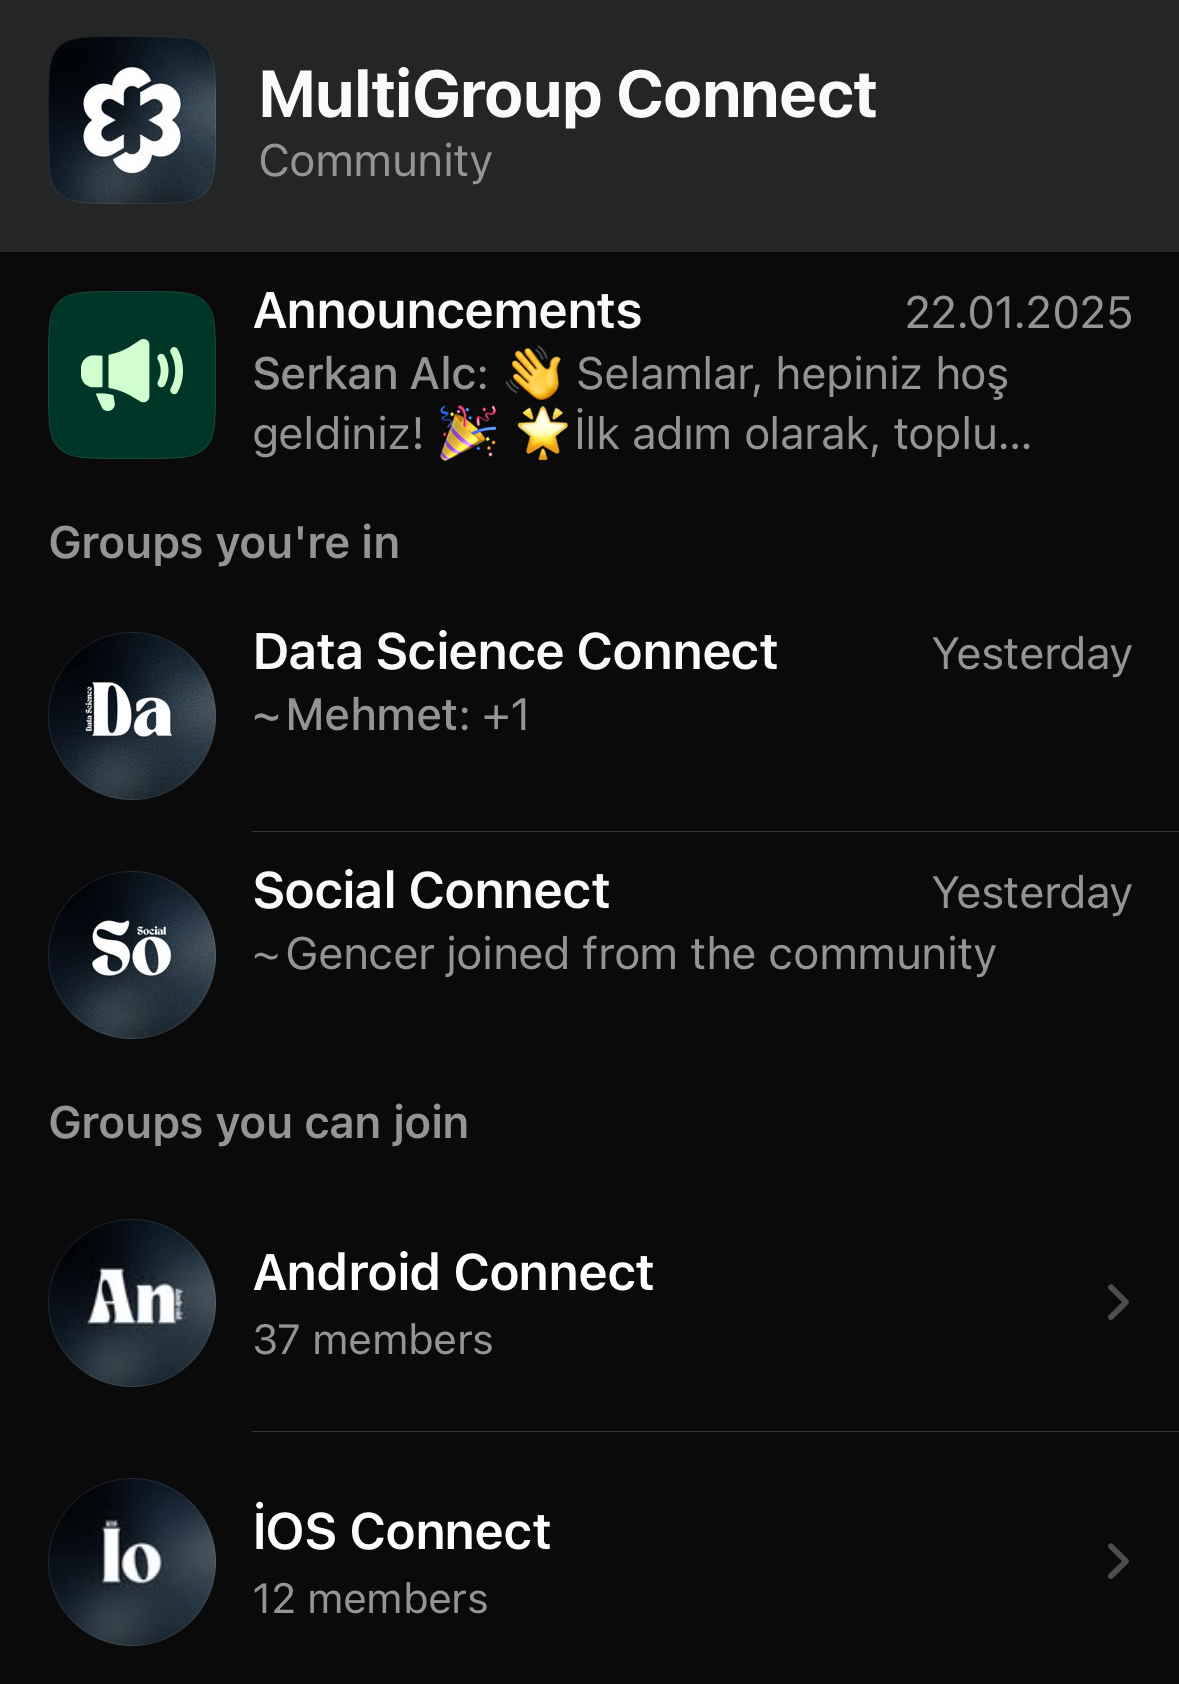 MultiGroup Connect
Community
Announcements
22.01.2025
Serkan Alc: 👋 Selamlar, hepiniz hoş
geldiniz! 🎉 🌟İlk adım olarak, toplu...
Groups you're in
Data Science
Da
Data Science Connect
Yesterday
~ Mehmet: +1
Social
So
Social Connect
Yesterday
~ Gencer joined from the community
Groups you can join
An
Android Connect
37 members
Io
İOS Connect
12 members